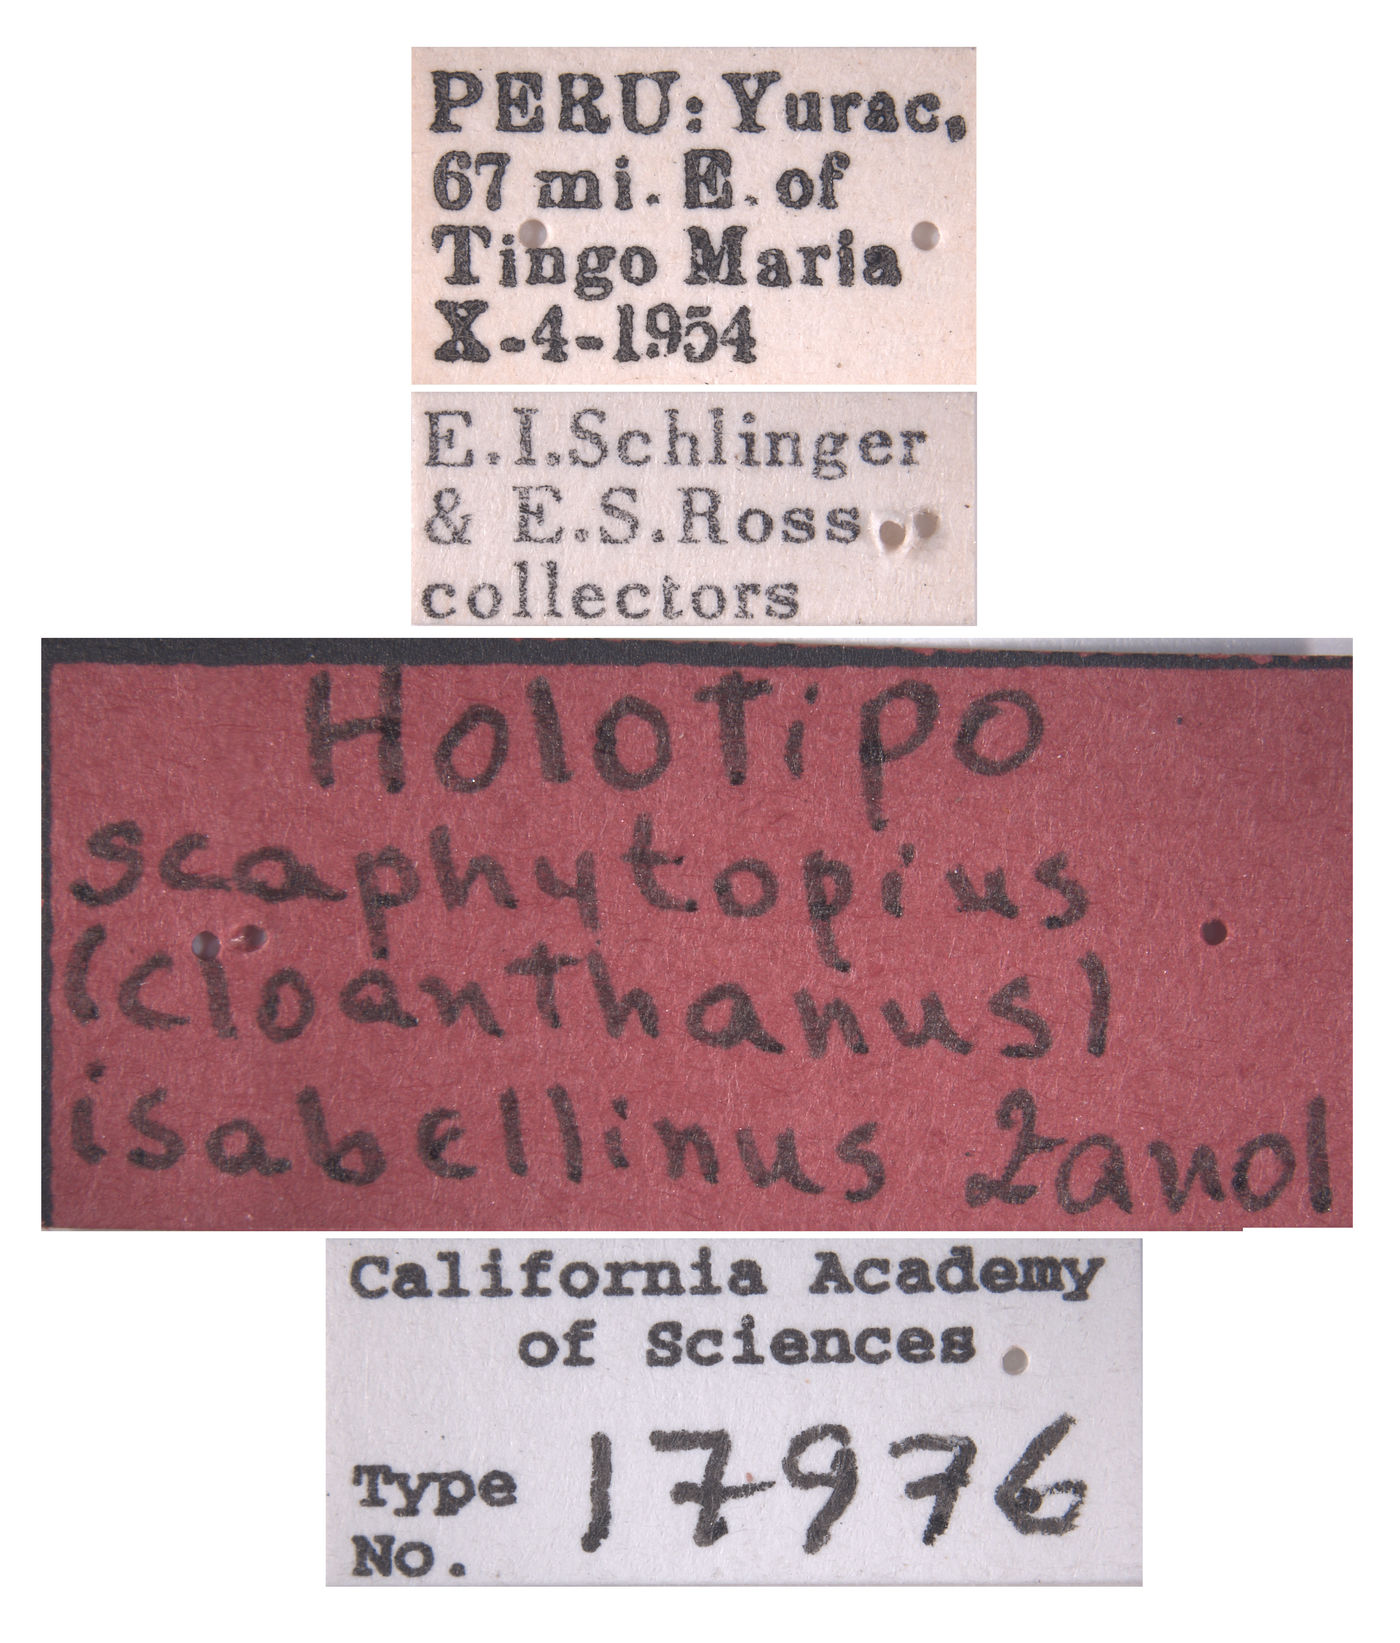 PERU: Yurac,
67 mi. E. of
Tingo Maria
X-4-1954
E.I.Schlinger
& E.S.Ross
collectors
Holotipo
scaphytopius
(cloanthanus)
isabellinus Zanol
California Academy
of Sciences
Type
No. 17976